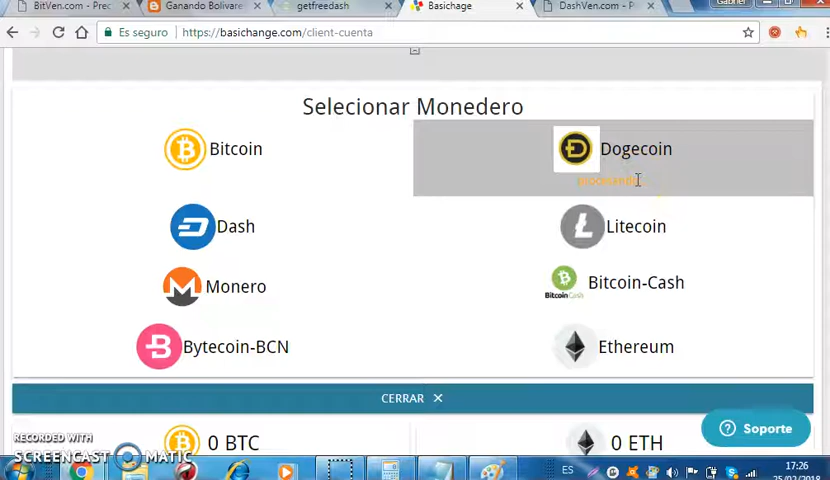 BitVen.com - Prec
Ganando Bolivare
getfreedash
Basichage
DashVen.com - P
Gabriel
Es seguro
https://basichange.com/client-cuenta
Selecionar Monedero
Bitcoin
Dogecoin
Dash
Litecoin
Monero
Bitcoin-Cash
Bitcoin Cash
Bytecoin-BCN
Ethereum
CERRAR ×
0 BTC
0 ETH
Soporte
RECORDED WITH
SCREENCAST MATIC
ES
17:26
25/02/2018